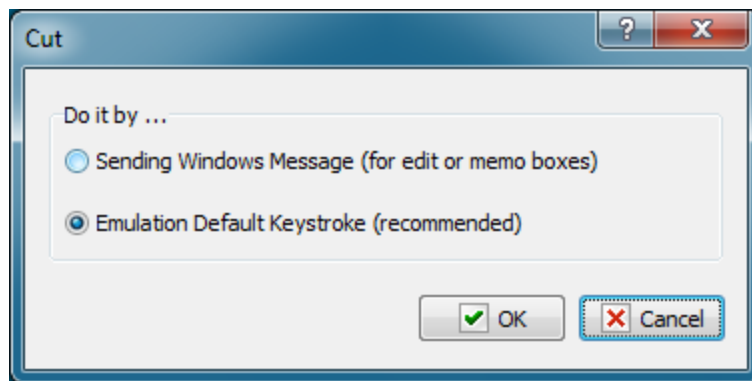 Cut
?
Do it by ...
Sending Windows Message (for edit or memo boxes)
Emulation Default Keystroke (recommended)
OK
Cancel